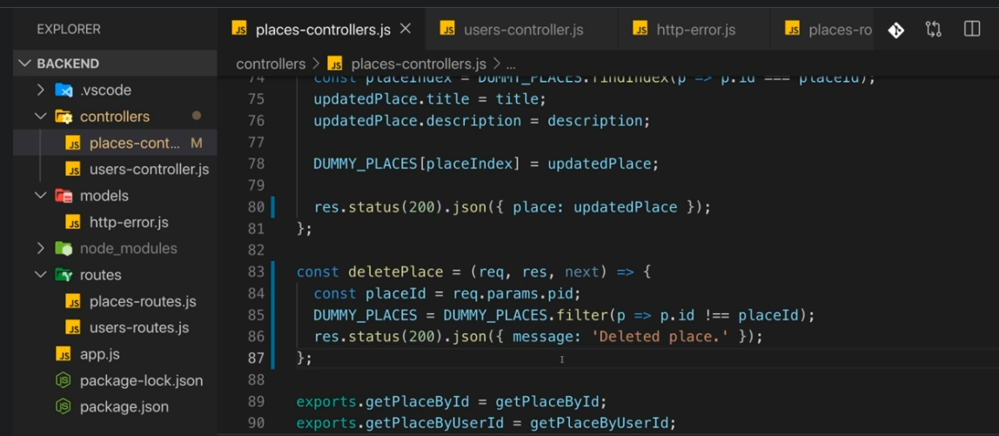 EXPLORER
BACKEND
.vscode
controllers
places-cont... M
users-controller.js
models
http-error.js
node_modules
routes
places-routes.js
users-routes.js
app.js
package-lock.json
package.json
places-controllers.js
users-controller.js
http-error.js
places-ro
controllers > places-controllers.js > ...
74 const placeIndex = DUMMY_PLACES.findIndex(p => p.id === placeId);
75 updatedPlace.title = title;
76 updatedPlace.description = description;
77
78 DUMMY_PLACES[placeIndex] = updatedPlace;
79
80 res.status(200).json({ place: updatedPlace });
81 };
82
83 const deletePlace = (req, res, next) => {
84 const placeId = req.params.pid;
85 DUMMY_PLACES = DUMMY_PLACES.filter(p => p.id !== placeId);
86 res.status(200).json({ message: 'Deleted place.' });
87 };
88
89 exports.getPlaceById = getPlaceById;
90 exports.getPlaceByUserId = getPlaceByUserId;